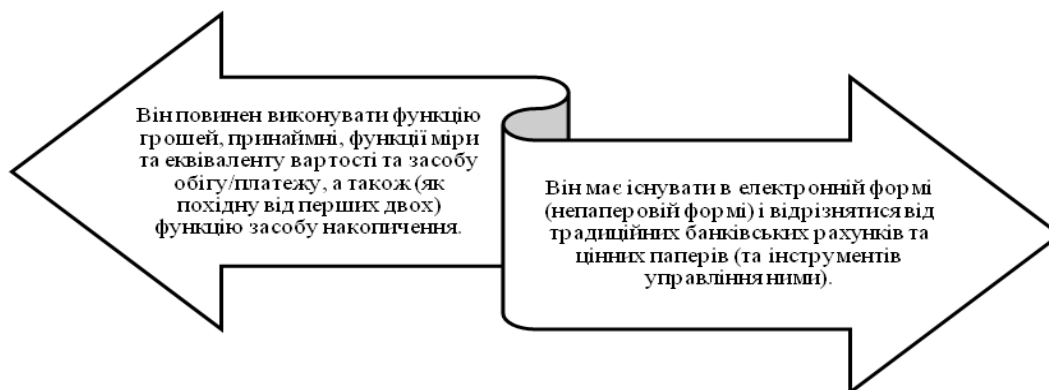 Він повинен виконувати функцію
грошей, принаймні, функції міри
та еквіваленту вартості та засобу
обігу/платежу, а також (як
похідну від перших двох)
функцію засобу накопичення.
Він має існувати в електронній формі
(непаперовій формі) і відрізнятися від
традиційних банківських рахунків та
цінних паперів (та інструментів
управління ними).